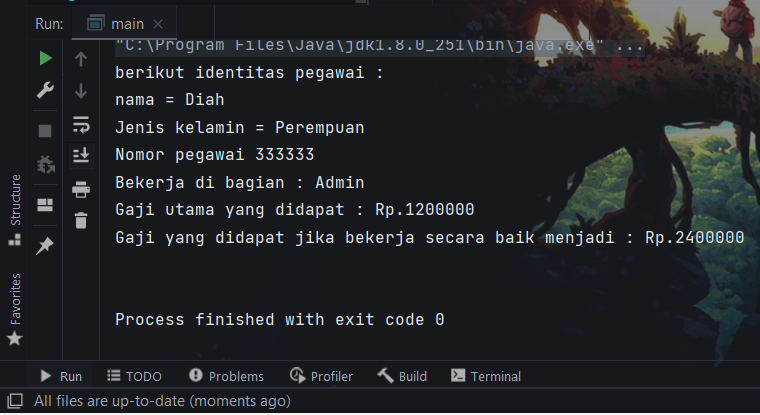 Run: main
"C:\Program Files\Java\jdk1.8.0_251\bin\java.exe" ...
berikut identitas pegawai :
nama = Diah
Jenis kelamin = Perempuan
Nomor pegawai 333333
Bekerja di bagian : Admin
Gaji utama yang didapat : Rp.1200000
Gaji yang didapat jika bekerja secara baik menjadi : Rp.2400000
Process finished with exit code 0
Structure
Favorites
Run TODO Problems Profiler Build Terminal
All files are up-to-date (moments ago)